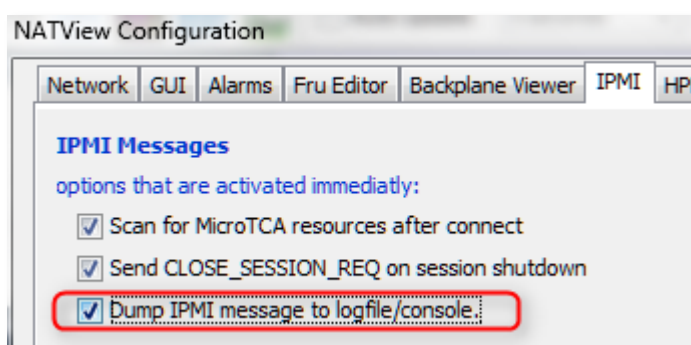 NATView Configuration
Network GUI Alarms Fru Editor Backplane Viewer IPMI HP
IPMI Messages
options that are activated immediatly:
Scan for MicroTCA resources after connect
Send CLOSE_SESSION_REQ on session shutdown
Dump IPMI message to logfile/console.